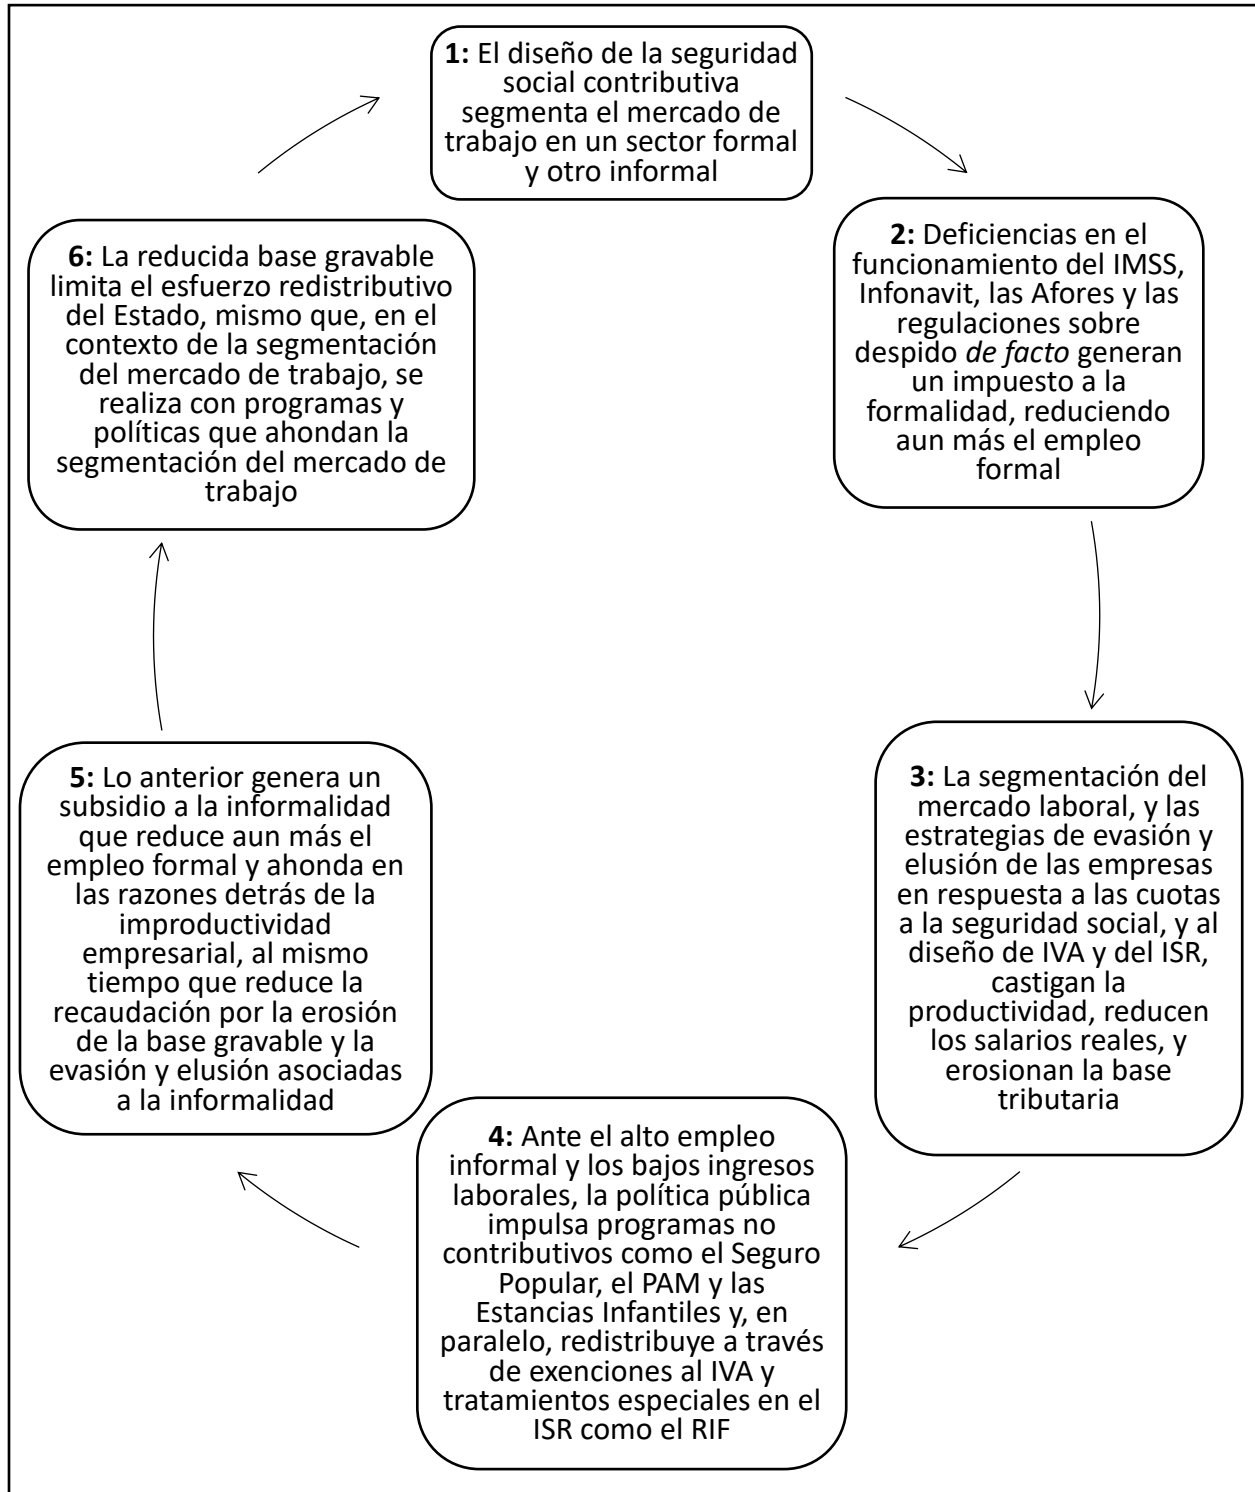 1: El diseño de la seguridad
social contributiva
segmenta el mercado de
trabajo en un sector formal
y otro informal
2: Deficiencias en el
funcionamiento del IMSS,
Infonavit, las Afores y las
regulaciones sobre
despido de facto generan
un impuesto a la
formalidad, reduciendo
aun más el empleo
formal
3: La segmentación del
mercado laboral, y las
estrategias de evasión y
elusión de las empresas
en respuesta a las cuotas
a la seguridad social, y al
diseño de IVA y del ISR,
castigan la
productividad, reducen
los salarios reales, y
erosionan la base
tributaria
4: Ante el alto empleo
informal y los bajos ingresos
laborales, la política pública
impulsa programas no
contributivos como el Seguro
Popular, el PAM y las
Estancias Infantiles y, en
paralelo, redistribuye a través
de exenciones al IVA y
tratamientos especiales en el
ISR como el RIF
5: Lo anterior genera un
subsidio a la informalidad
que reduce aun más el
empleo formal y ahonda en
las razones detrás de la
improductividad
empresarial, al mismo
tiempo que reduce la
recaudación por la erosión
de la base gravable y la
evasión y elusión asociadas
a la informalidad
6: La reducida base gravable
limita el esfuerzo redistributivo
del Estado, mismo que, en el
contexto de la segmentación
del mercado de trabajo, se
realiza con programas y
políticas que ahondan la
segmentación del mercado de
trabajo